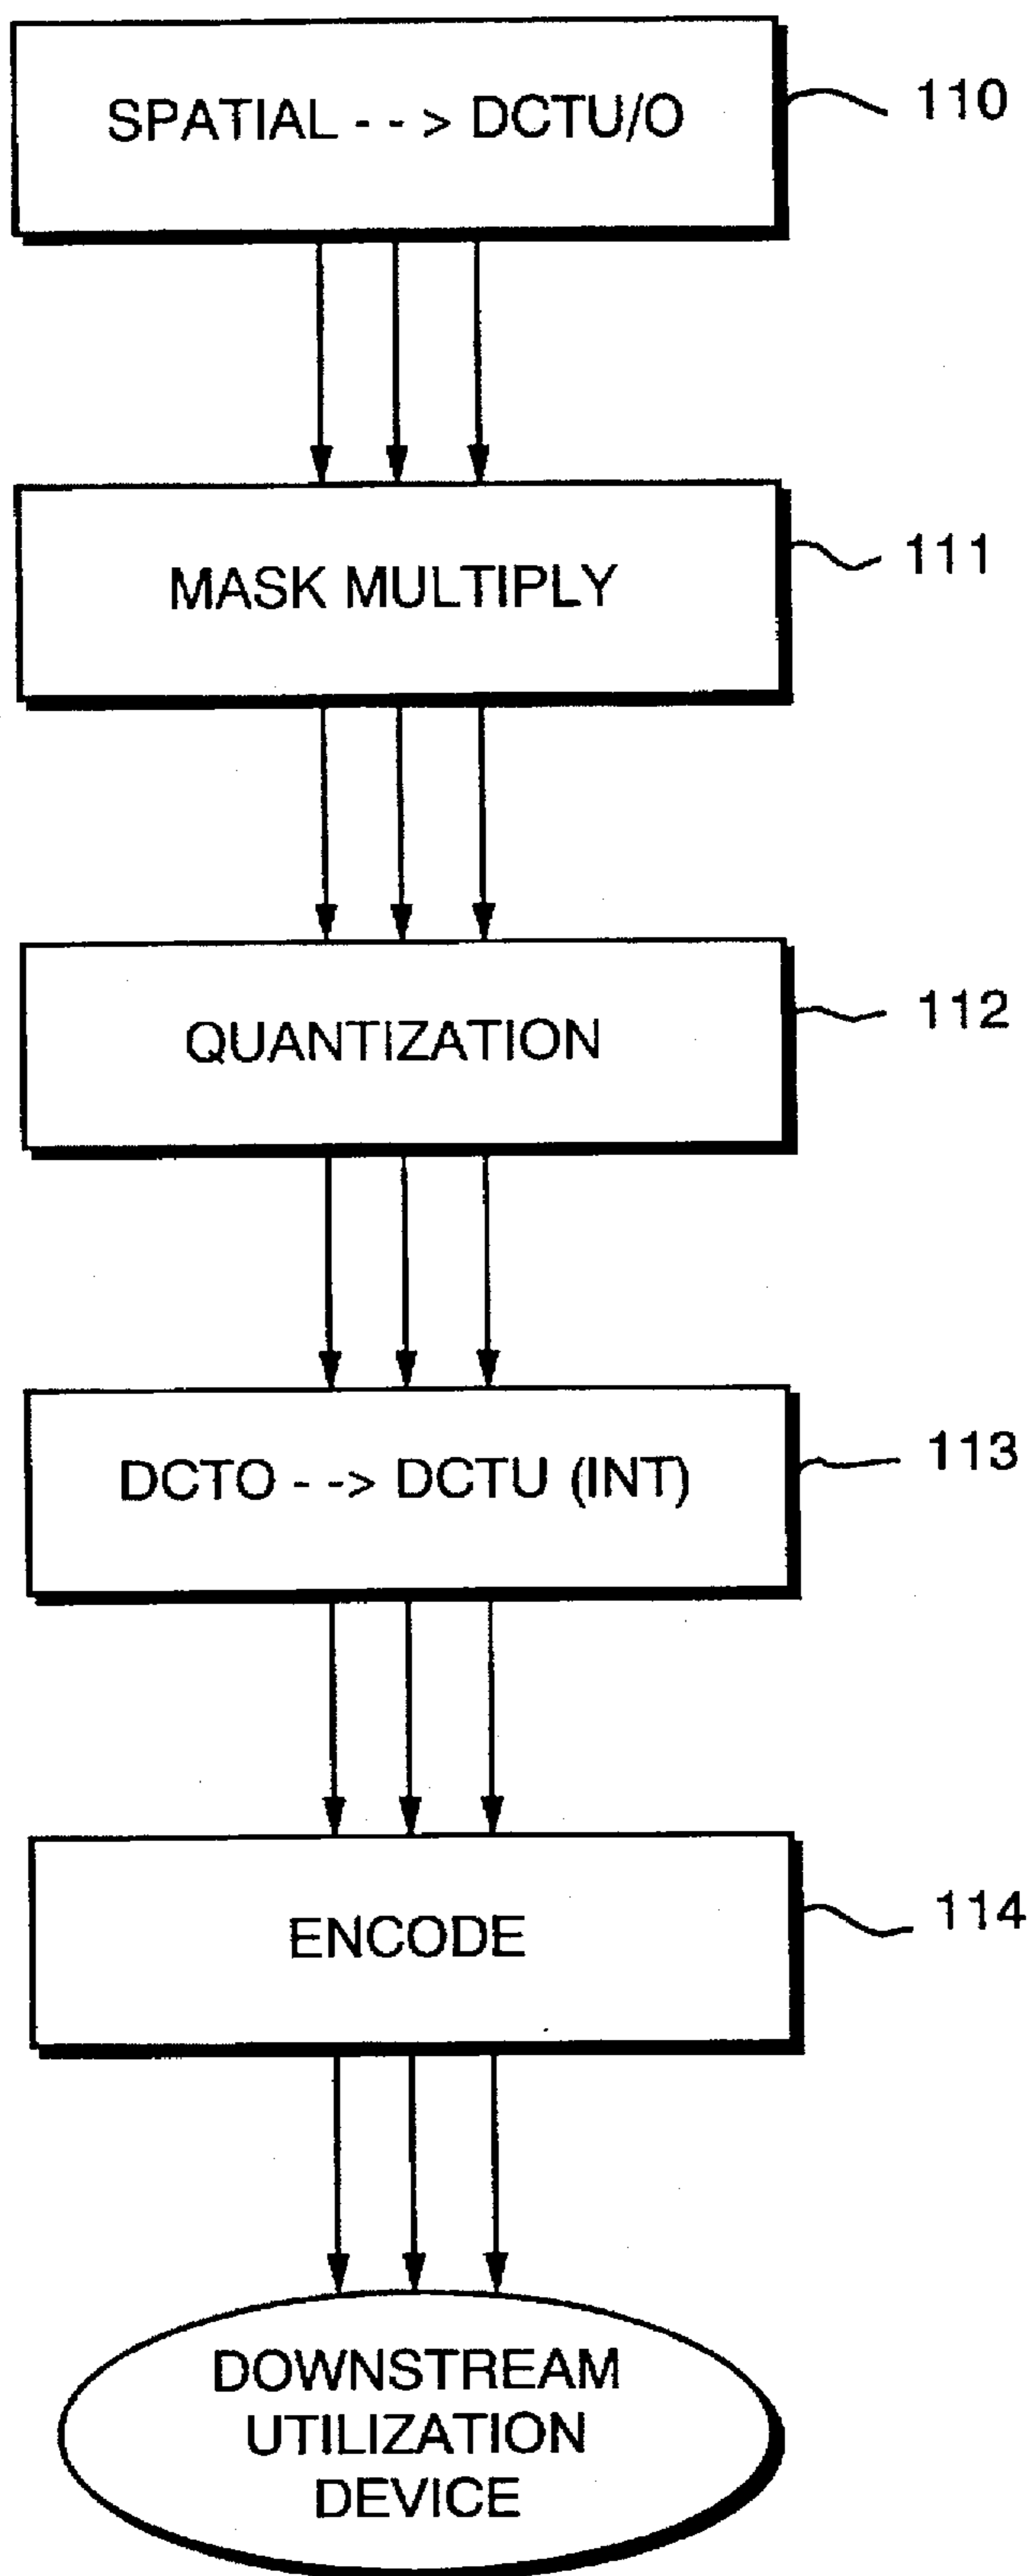 SPATIAL - - > DCTU/O
110
MASK MULTIPLY
111
QUANTIZATION
112
DCTO - -> DCTU (INT)
113
ENCODE
114
DOWNSTREAM
UTILIZATION
DEVICE